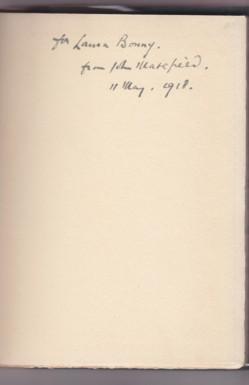 for Laura Bonny.
from John Masefield.
11 May. 1918.